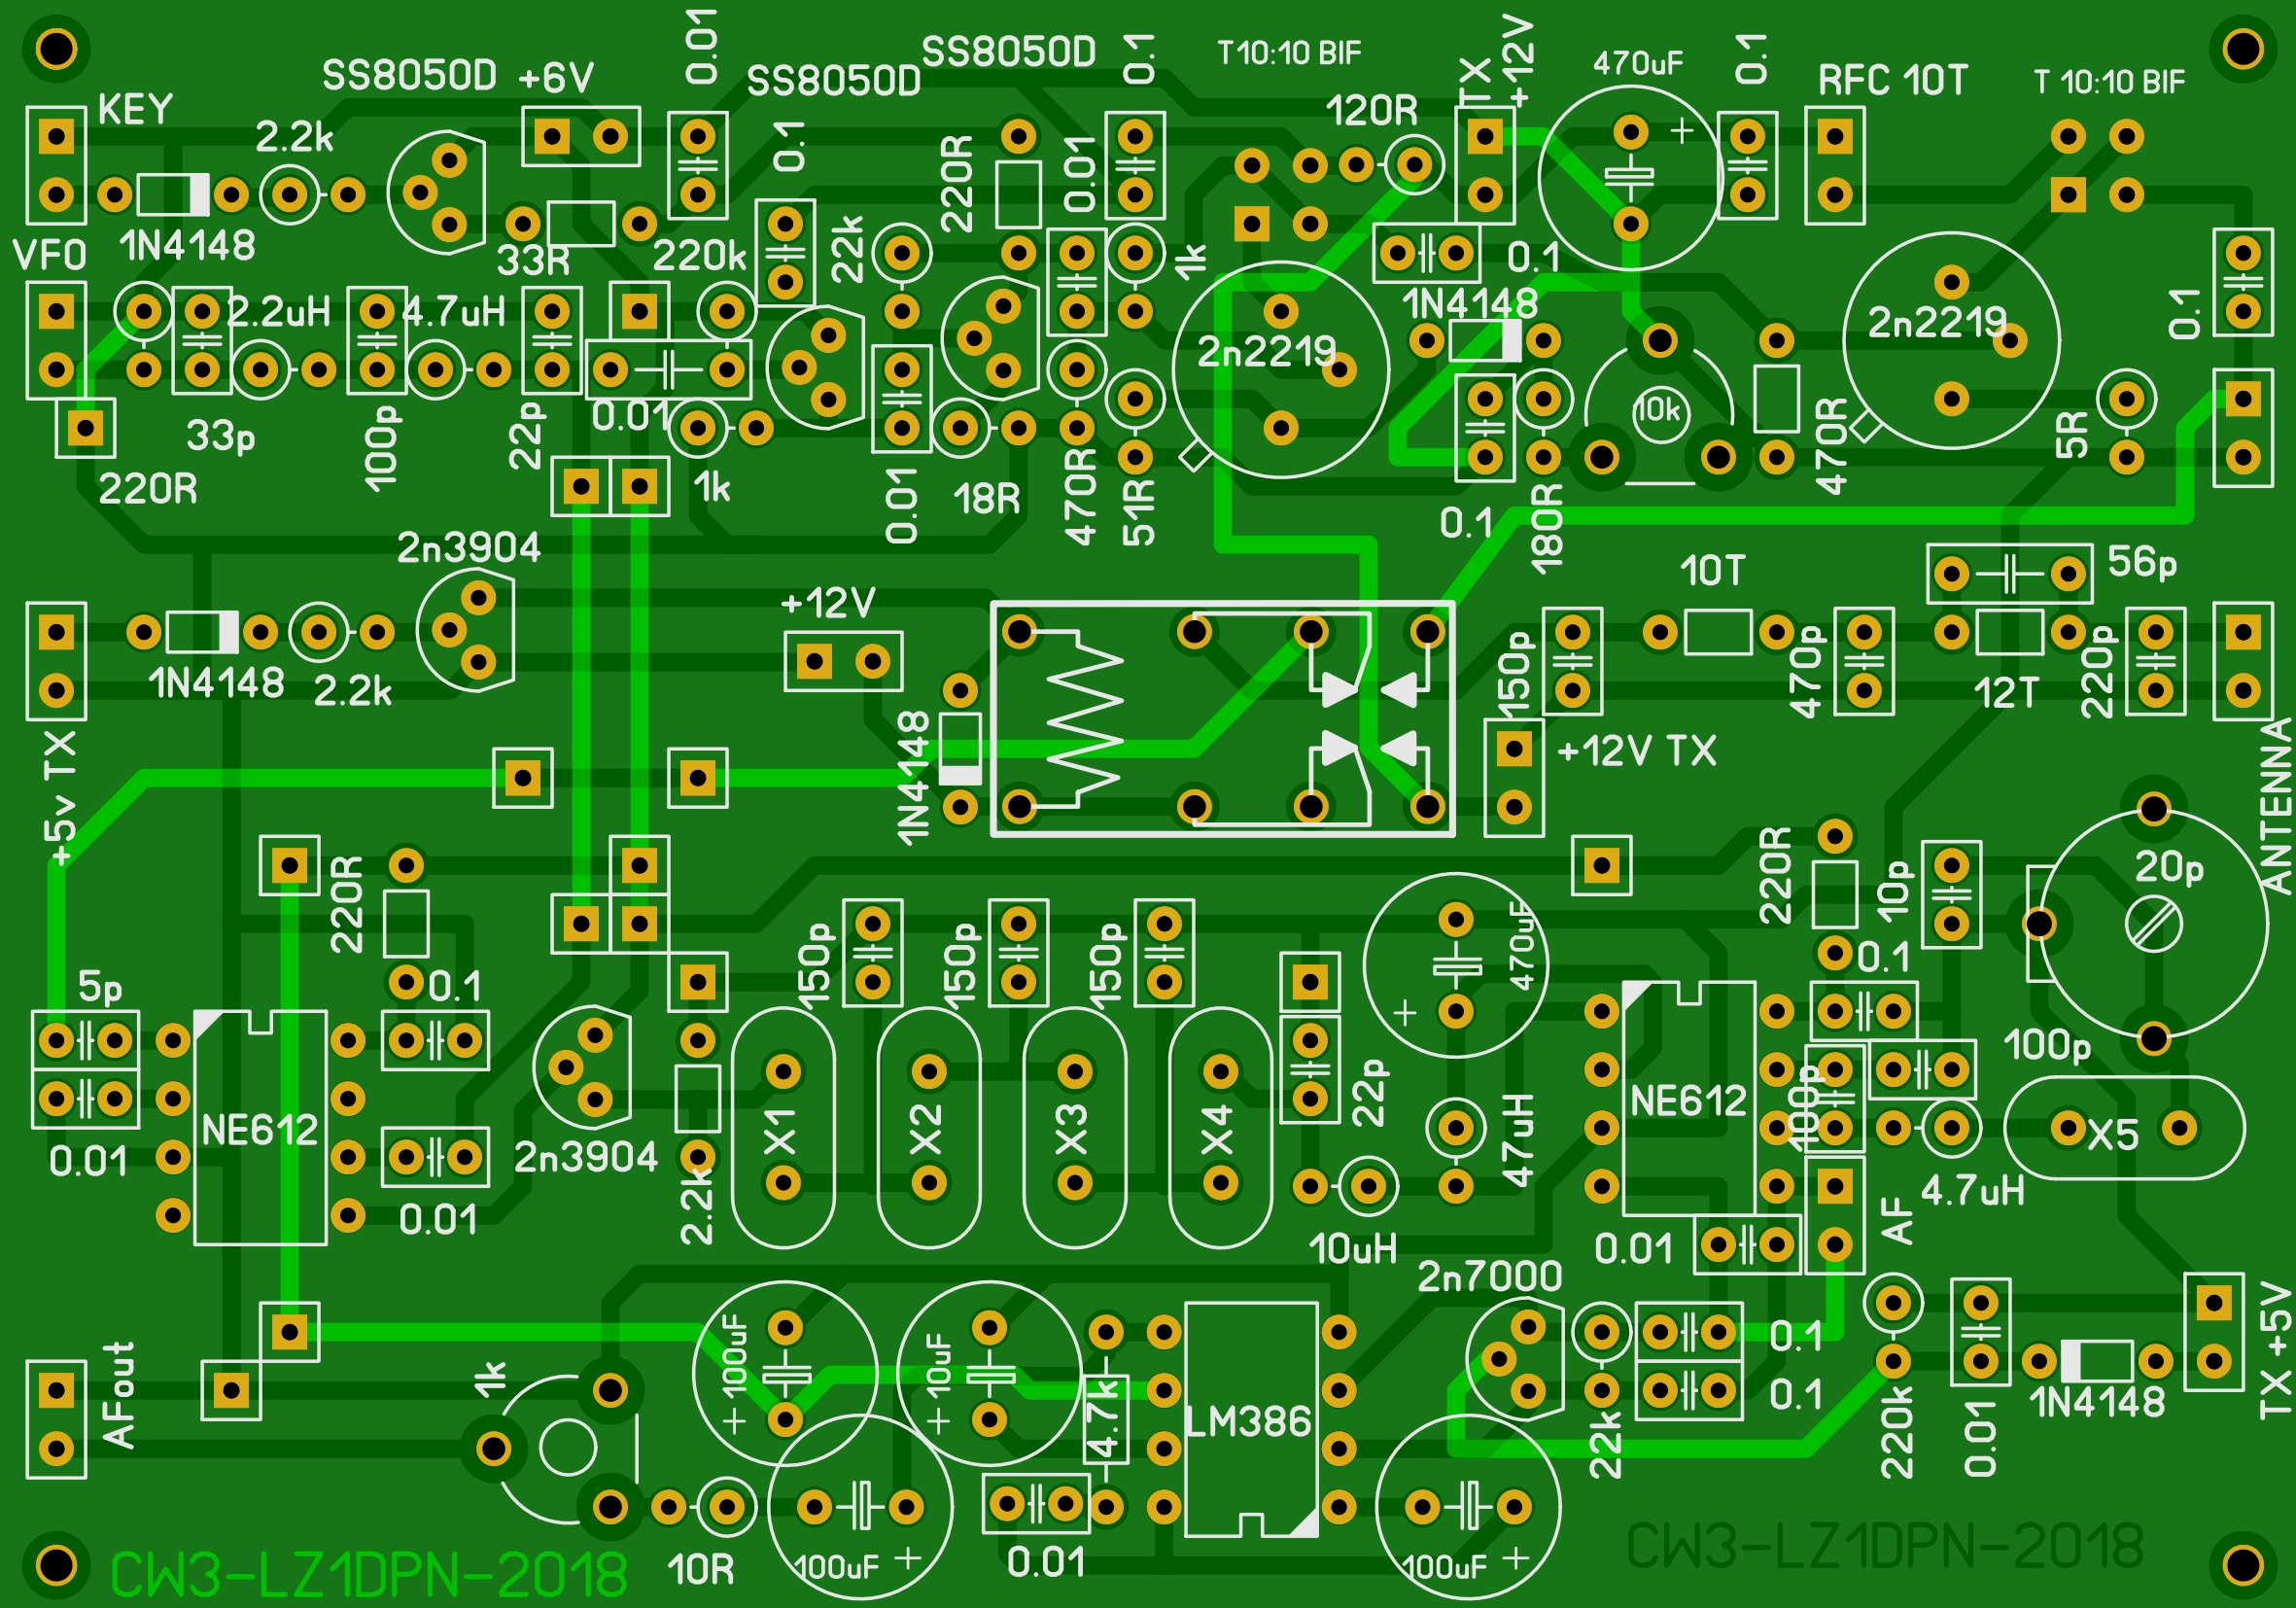 0.01
SS8050D
0.1
T10:10 BIF
TX
+12V
470uF
0.1
RFC 10T
T 10:10 BIF
SS8050D
+6V
SS8050D
KEY
2.2k
0.1
220R
0.01
120R
+
VFO
1N4148
33R
220k
22k
1k
0.1
0.1
2.2uH
4.7uH
1N4148
2n2219
2n2219
10k
33p
100p
22p
0.01
470R
5R
220R
1k
0.01
18R
470R
51R
0.1
180R
2n3904
10T
56p
+12V
1N4148
2.2k
150p
470p
12T
220p
+5v TX
1N4148
+12V TX
ANTENNA
220R
220R
10p
20p
5p
0.1
150p
150p
150p
470uF
+
0.1
100p
NE612
0.01
2n3904
X1
X2
X3
X4
22p
47uH
NE612
100p
X5
0.01
2.2k
10uH
0.01
AF
4.7uH
2n7000
AFout
1k
100uF
+
10uF
+
4.7k
LM386
0.1
0.1
22k
220k
0.01
1N4148
TX +5V
CW3-LZ1DPN-2018
10R
100uF
+
0.01
100uF
+
CW3-LZ1DPN-2018